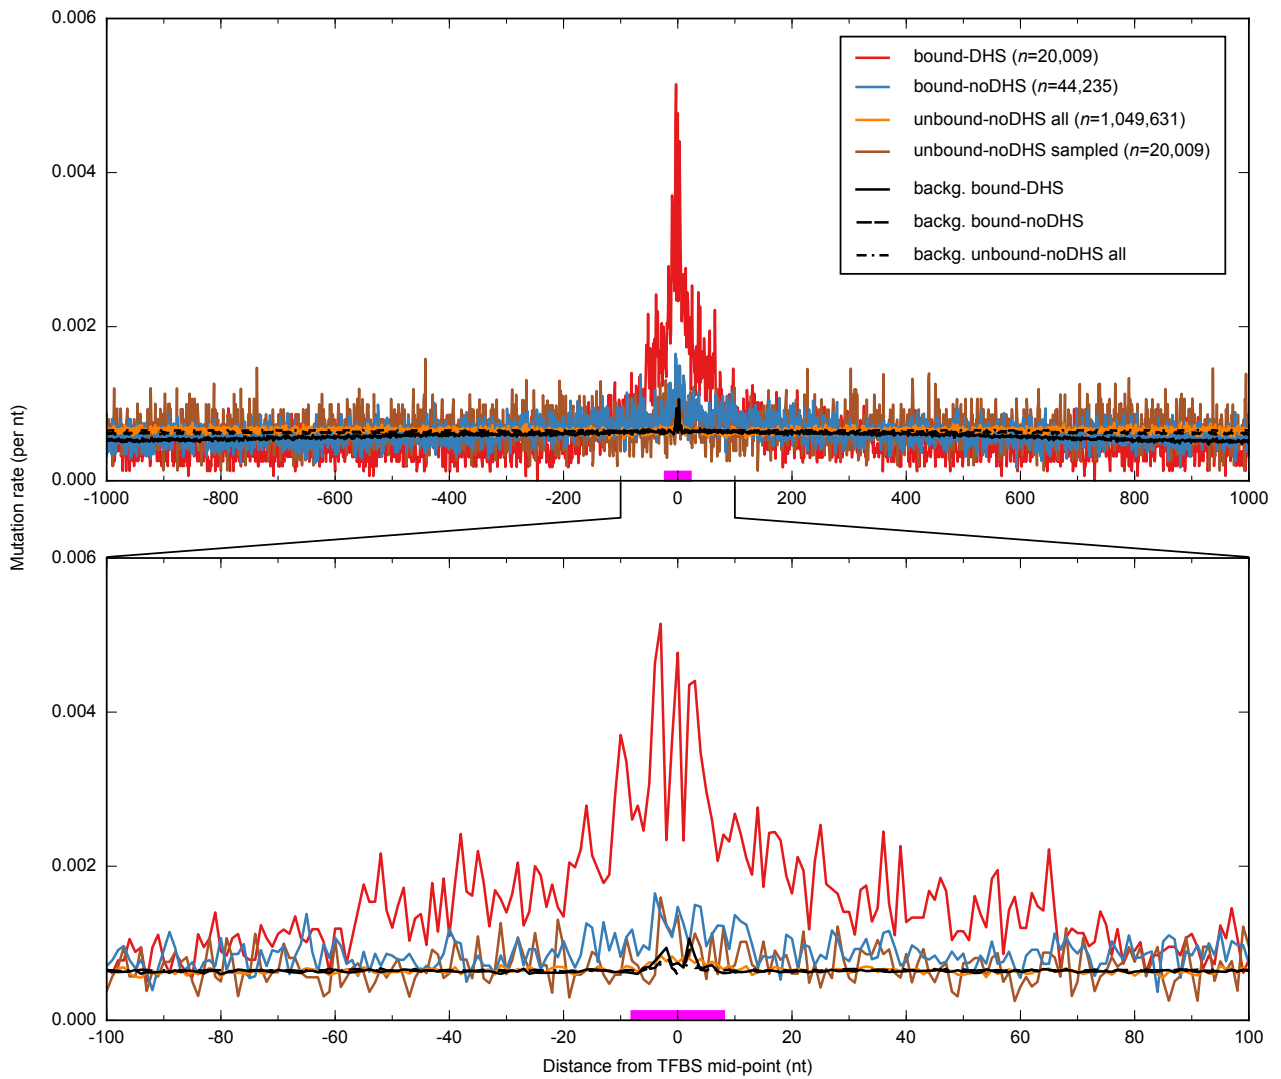 0.006
bound-DHS (n=20,009)
bound-noDHS (n=44,235)
unbound-noDHS all (n=1,049,631)
unbound-noDHS sampled (n=20,009)
backg. bound-DHS
backg. bound-noDHS
backg. unbound-noDHS all
0.004
0.002
0.000
-1000 -800 -600 -400 -200 0 200 400 600 800 1000
Mutation rate (per nt)
0.006
0.004
0.002
0.000
-100 -80 -60 -40 -20 0 20 40 60 80 100
Distance from TFBS mid-point (nt)